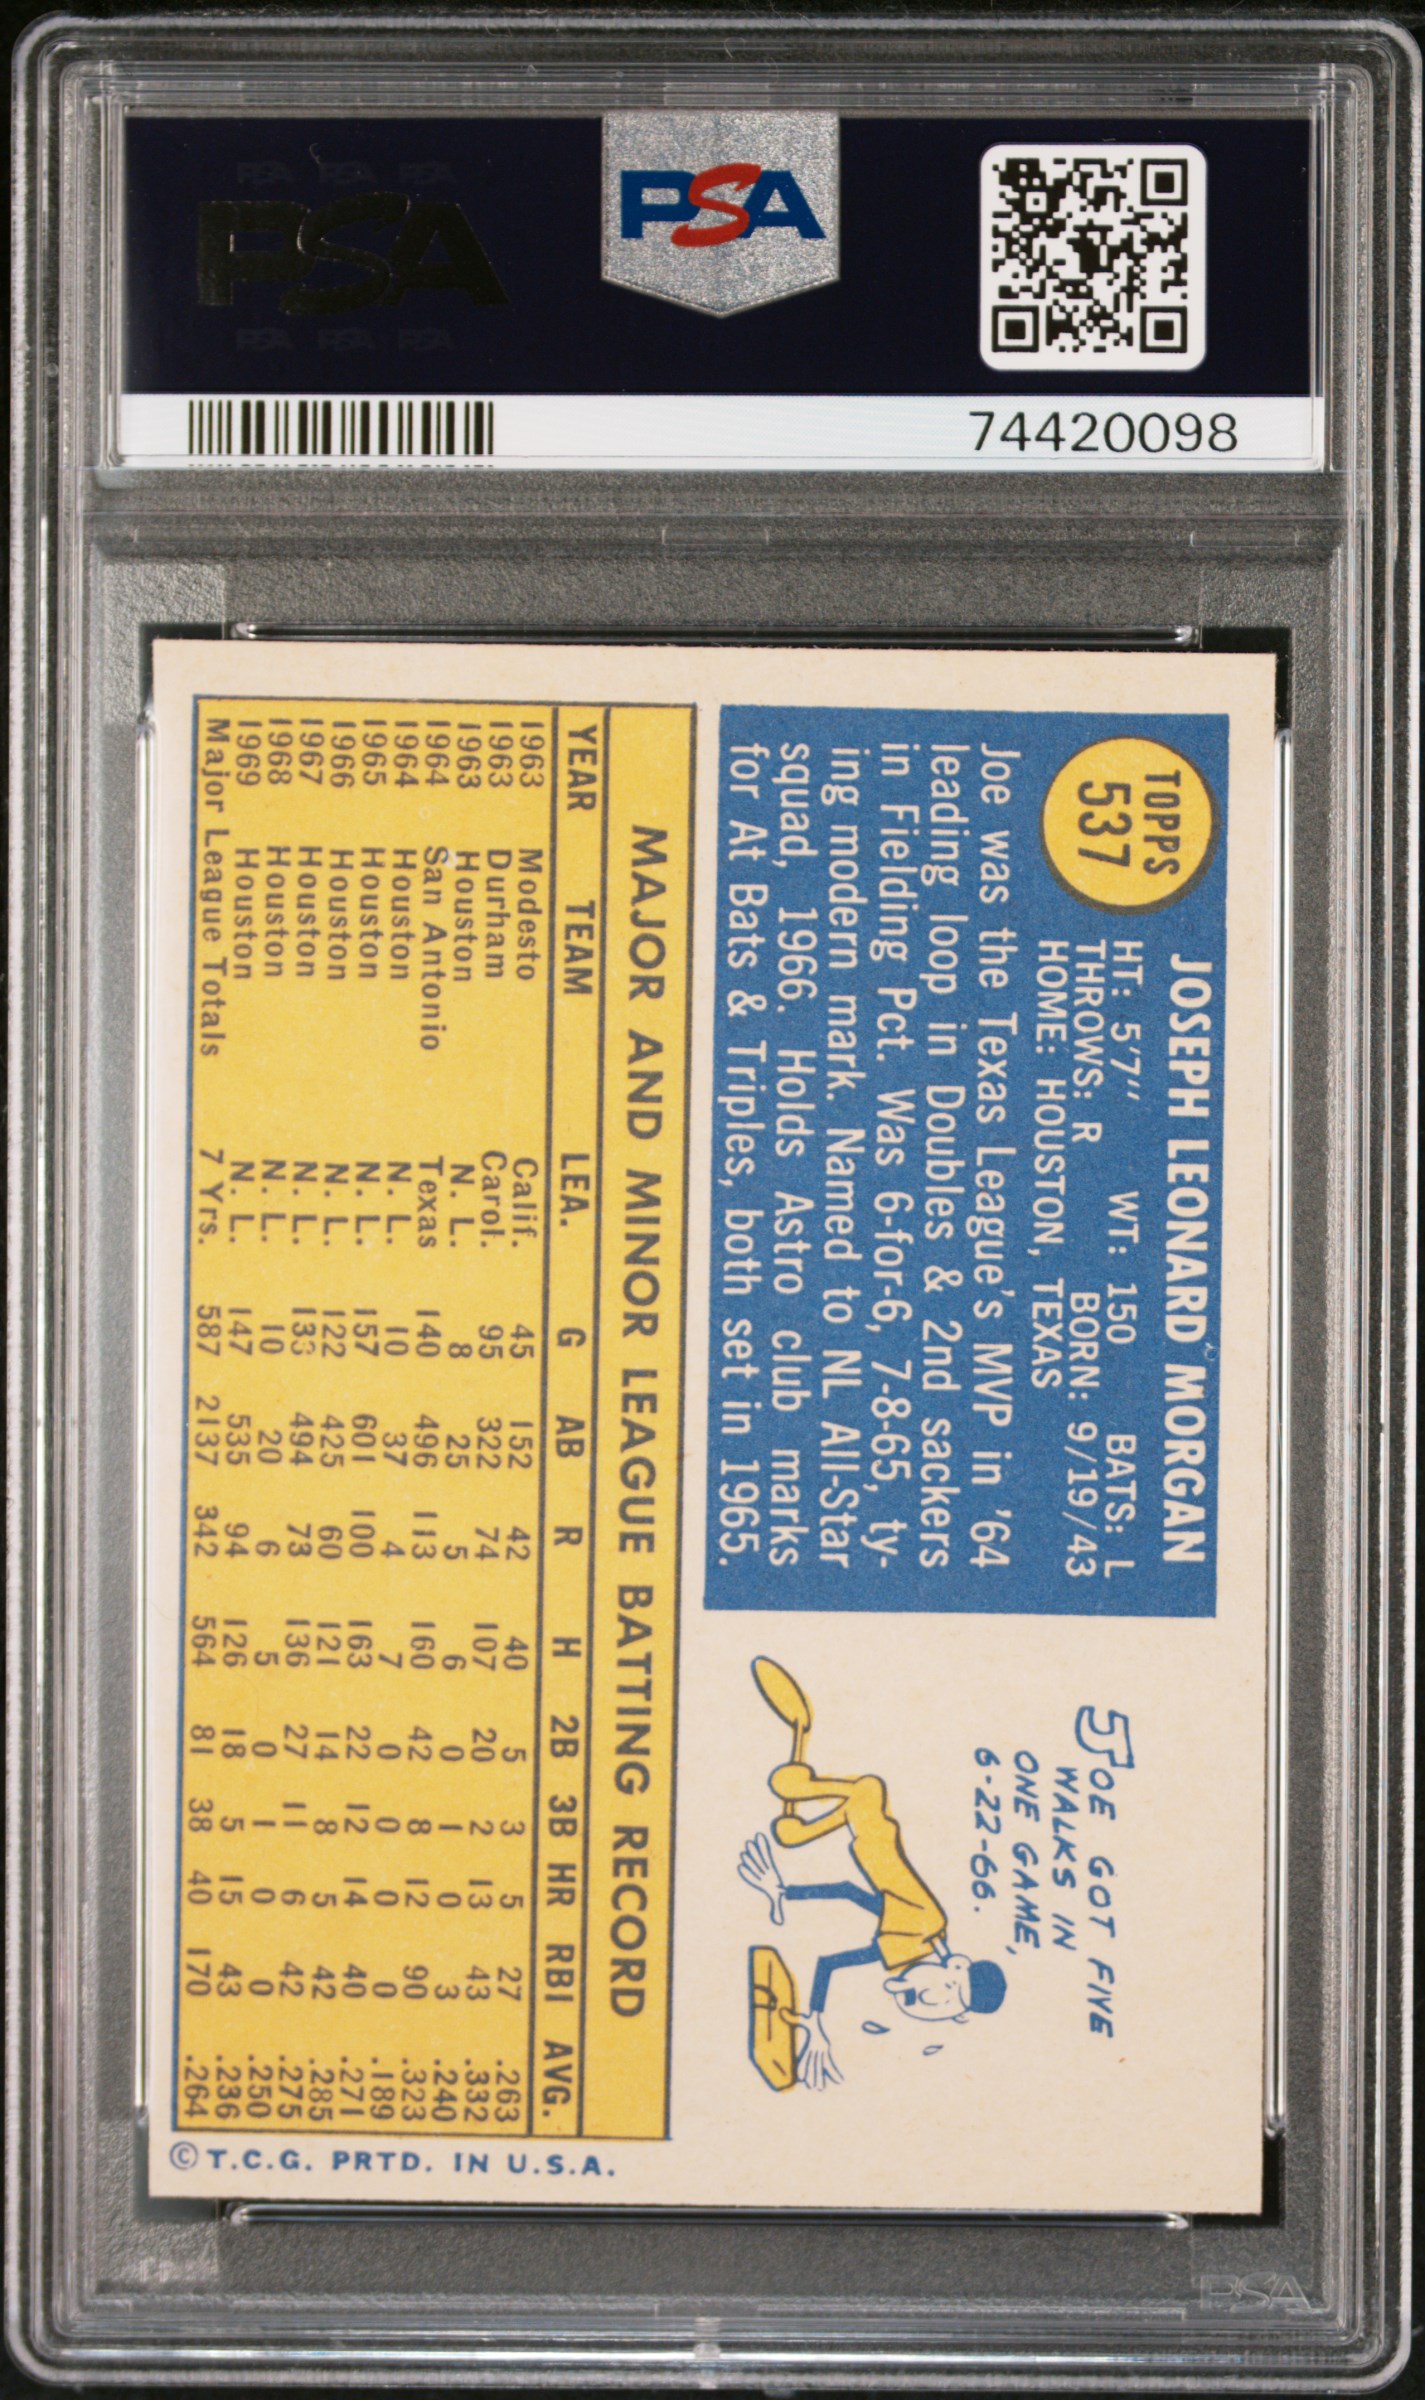 PSA
PSA PSA PSA
PSA
PSA PSA PSA
74420098
TOPPS
537
JOSEPH LEONARD MORGAN
HT: 5'7" WT: 150 BATS: L
THROWS: R BORN: 9/19/43
HOME: HOUSTON, TEXAS
Joe was the Texas League's MVP in '64
leading loop in Doubles & 2nd sackers
in Fielding Pct. Was 6-for-6, 7-8-65, ty-
ing modern mark. Named to NL All-Star
squad, 1966. Holds Astro club marks
for At Bats & Triples, both set in 1965.
JOE GOT FIVE
WALKS IN
ONE GAME,
6-22-66.
MAJOR AND MINOR LEAGUE BATTING RECORD
YEAR TEAM LEA. G AB R H 2B 3B HR RBI AVG.
1963 Modesto Calif. 45 152 42 40 5 3 5 27 .263
1963 Durham Carol. 95 322 74 107 20 2 13 43 .332
1963 Houston N. L. 8 25 5 6 0 1 0 3 .240
1964 San Antonio Texas 140 496 113 160 42 8 12 90 .323
1964 Houston N. L. 10 37 4 7 0 0 0 0 .189
1965 Houston N. L. 157 601 100 163 22 12 14 40 .271
1966 Houston N. L. 122 425 60 121 14 8 5 42 .285
1967 Houston N. L. 133 494 73 136 27 11 6 42 .275
1968 Houston N. L. 10 20 6 5 0 1 0 0 .250
1969 Houston N. L. 147 535 94 126 18 5 15 43 .236
Major League Totals 7 Yrs. 587 2137 342 564 81 38 40 170 .264
© T.C.G. PRTD. IN U.S.A.
PSA